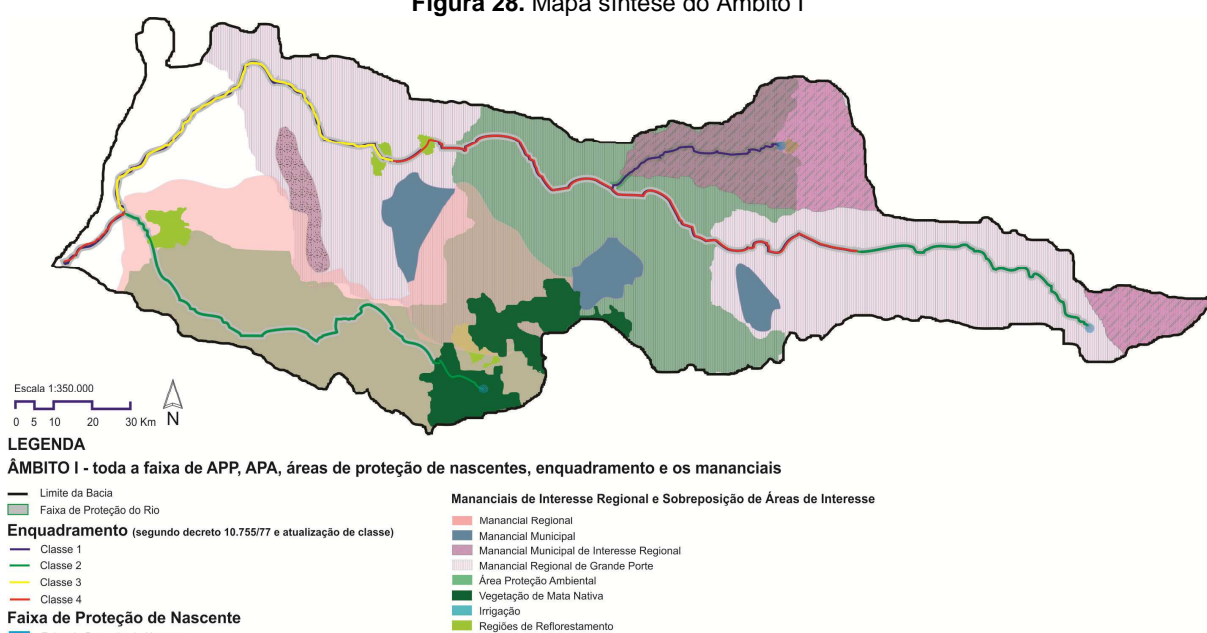 Figura 28. Mapa síntese do Âmbito I
Escala 1:350.000
N
0 5 10 20 30 Km
LEGENDA
ÂMBITO I - toda a faixa de APP, APA, áreas de proteção de nascentes, enquadramento e os mananciais
Limite da Bacia
Faixa de Proteção do Rio
Enquadramento (segundo decreto 10.755/77 e atualização de classe)
Classe 1
Classe 2
Classe 3
Classe 4
Faixa de Proteção de Nascente
Mananciais de Interesse Regional e Sobreposição de Áreas de Interesse
Manancial Regional
Manancial Municipal
Manancial Municipal de Interesse Regional
Manancial Regional de Grande Porte
Área Proteção Ambiental
Vegetação de Mata Nativa
Irrigação
Regiões de Reflorestamento